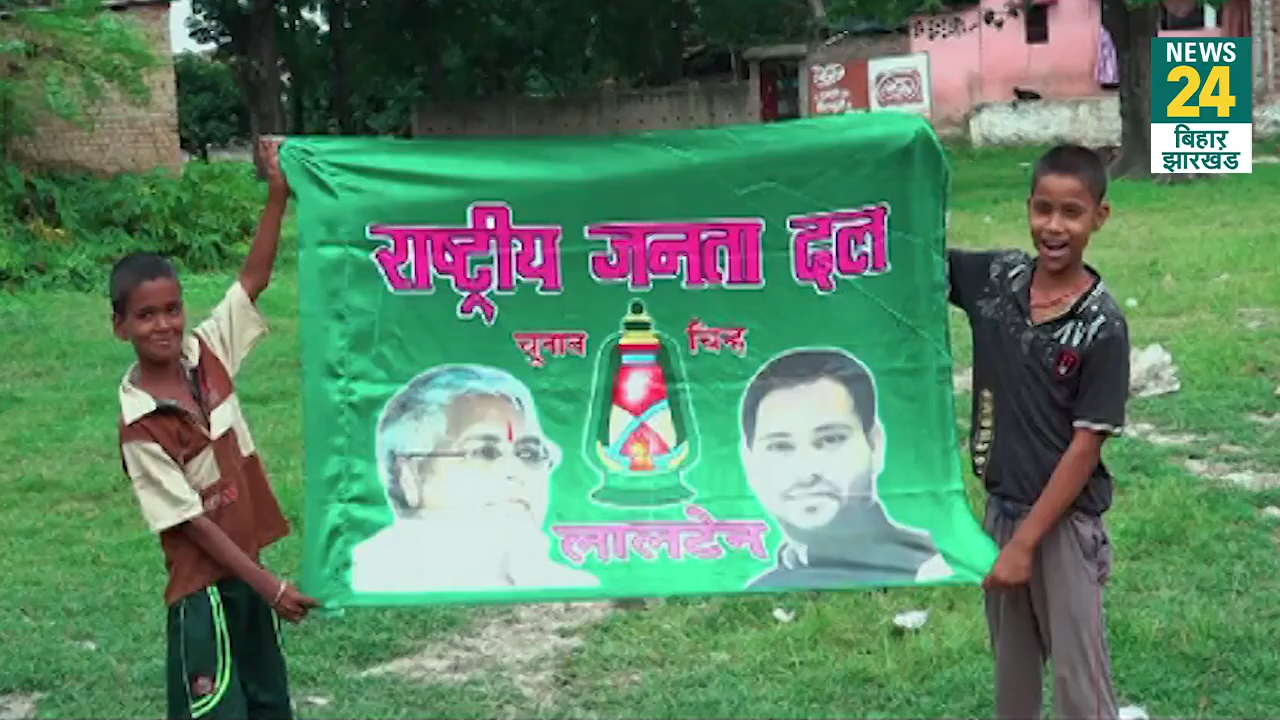 NEWS
24
बिहार
झारखंड
राष्ट्रीय जनता दल
चुनाव चिन्ह
लालटेन